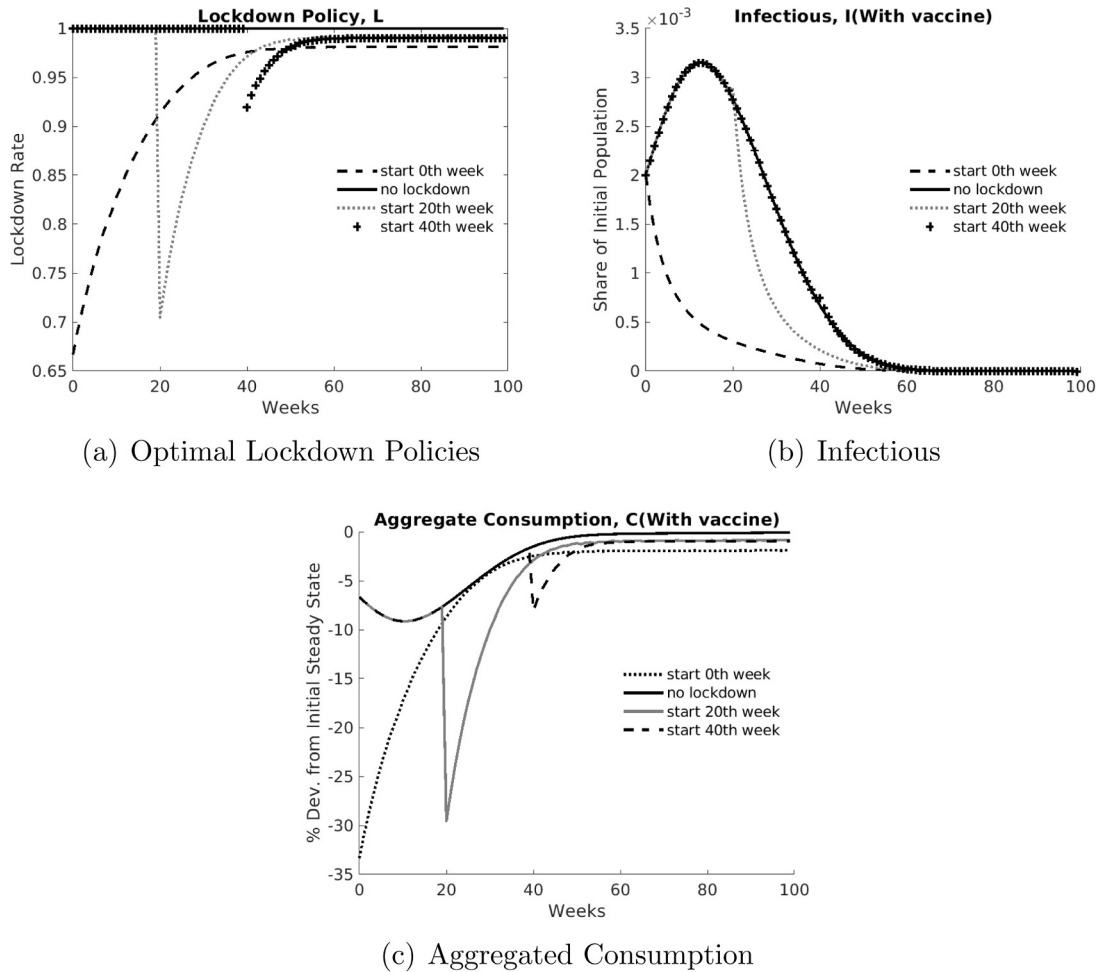 Lockdown Policy, L
1
0.95
0.9
0.85
0.8
0.75
0.7
0.65
Lockdown Rate
start 0th week
no lockdown
start 20th week
start 40th week
0 20 40 60 80 100
Weeks
(a) Optimal Lockdown Policies
×10⁻³
Infectious, I(With vaccine)
3.5
3
2.5
2
1.5
1
0.5
0
Share of Initial Population
start 0th week
no lockdown
start 20th week
start 40th week
0 20 40 60 80 100
Weeks
(b) Infectious
Aggregate Consumption, C(With vaccine)
0
-5
-10
-15
-20
-25
-30
-35
% Dev. from Initial Steady State
start 0th week
no lockdown
start 20th week
start 40th week
0 20 40 60 80 100
Weeks
(c) Aggregated Consumption